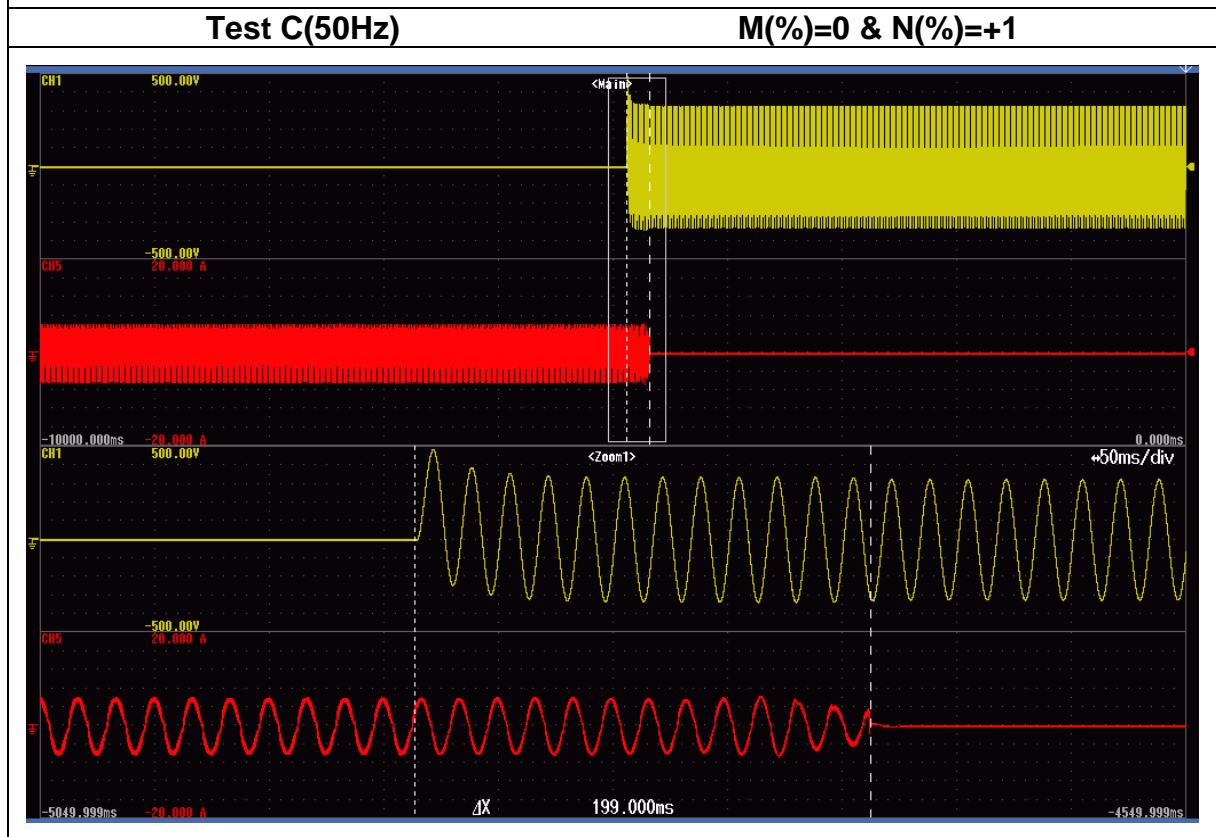 Test C(50Hz) M(%)=0 & N(%)=+1
CH1 500.00V <Main>
-500.00V
CH5 20.000 A
-10000.000ms -20.000 A 0.000ms
CH1 500.00V <Zoom1> ↔50ms/div
-500.00V
CH5 20.000 A
-5049.999ms -20.000 A ΔX 199.000ms -4549.999ms